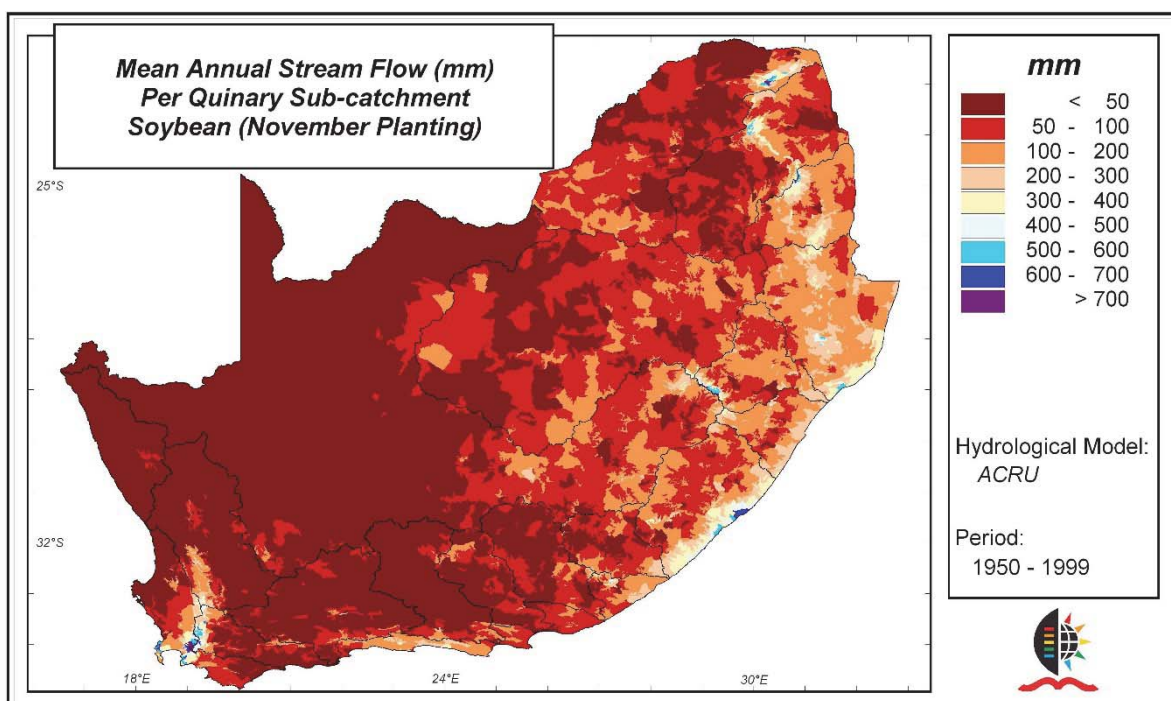 Mean Annual Stream Flow (mm)
Per Quinary Sub-catchment
Soybean (November Planting)
mm
< 50
50 - 100
100 - 200
200 - 300
300 - 400
400 - 500
500 - 600
600 - 700
> 700
Hydrological Model:
ACRU
Period:
1950 - 1999
25°S
32°S
18°E
24°E
30°E